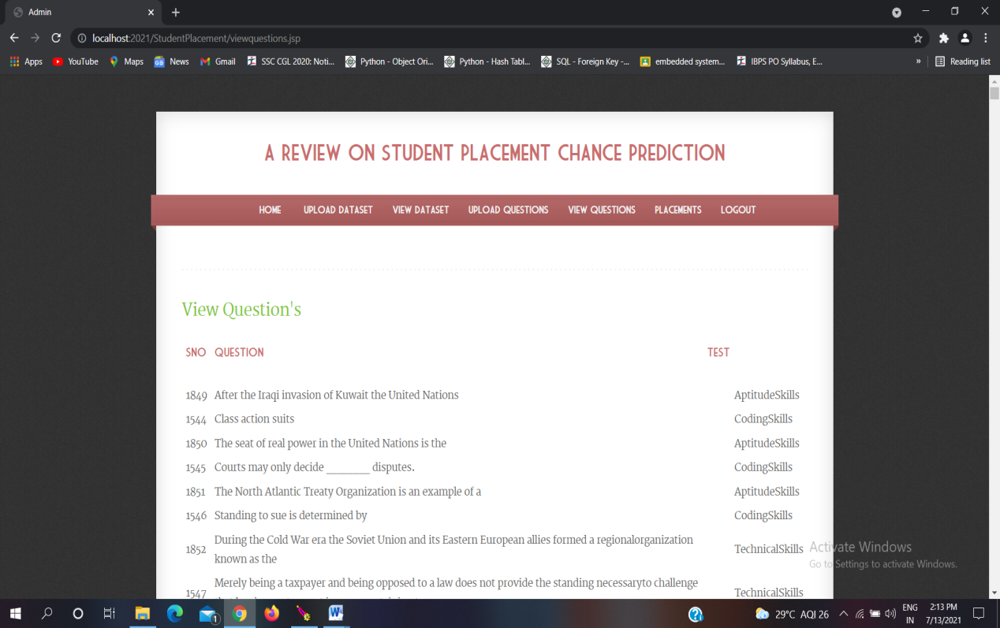 Admin
localhost:2021/StudentPlacement/viewquestions.jsp
Apps YouTube Maps News Gmail SSC CGL 2020: Noti... Python - Object Ori... Python - Hash Tabl... SQL - Foreign Key -... embedded system... IBPS PO Syllabus, E... » Reading list
A REVIEW ON STUDENT PLACEMENT CHANCE PREDICTION
HOME UPLOAD DATASET VIEW DATASET UPLOAD QUESTIONS VIEW QUESTIONS PLACEMENTS LOGOUT
View Question's
SNO QUESTION TEST
1849 After the Iraqi invasion of Kuwait the United Nations AptitudeSkills
1544 Class action suits CodingSkills
1850 The seat of real power in the United Nations is the AptitudeSkills
1545 Courts may only decide _______ disputes. CodingSkills
1851 The North Atlantic Treaty Organization is an example of a AptitudeSkills
1546 Standing to sue is determined by CodingSkills
1852 During the Cold War era the Soviet Union and its Eastern European allies formed a regionalorganization
known as the TechnicalSkills
1547 Merely being a taxpayer and being opposed to a law does not provide the standing necessaryto challenge
TechnicalSkills
Activate Windows
Go to Settings to activate Windows.
1
29°C AQI 26
ENG
IN
2:13 PM
7/13/2021